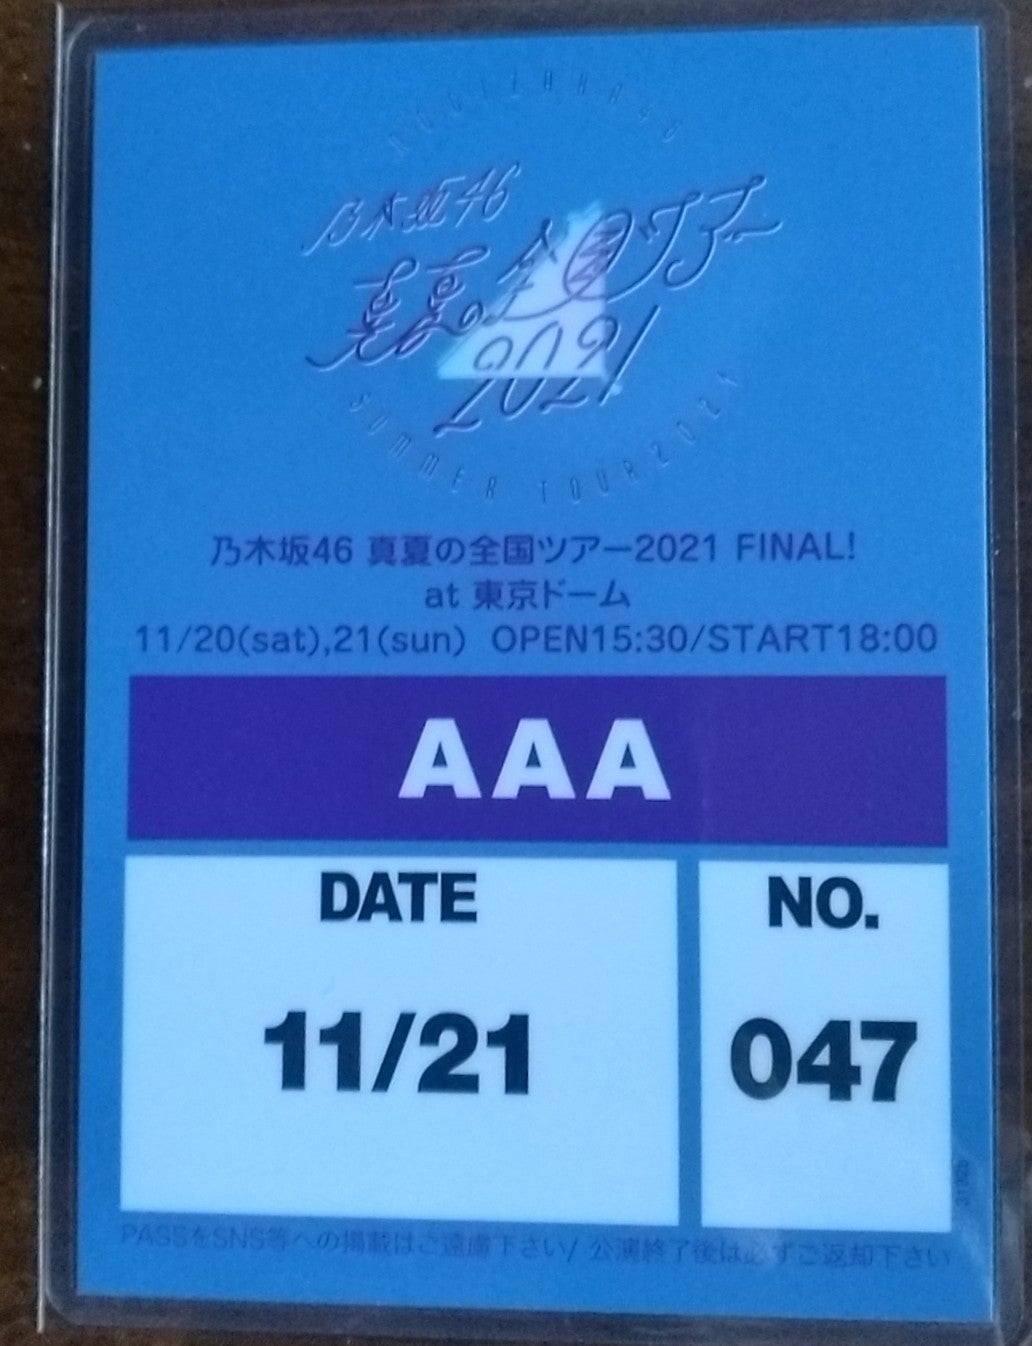 NOGIZAKA46
乃木坂46
真夏の全国ツアー
2021
SUMMER TOUR 2021
乃木坂46 真夏の全国ツアー2021 FINAL!
at 東京ドーム
11/20(sat),21(sun) OPEN15:30/START18:00
AAA
DATE
NO.
11/21
047
PASSをSNS等への掲載はご遠慮下さい/ 公演終了後は必ずご返却下さい